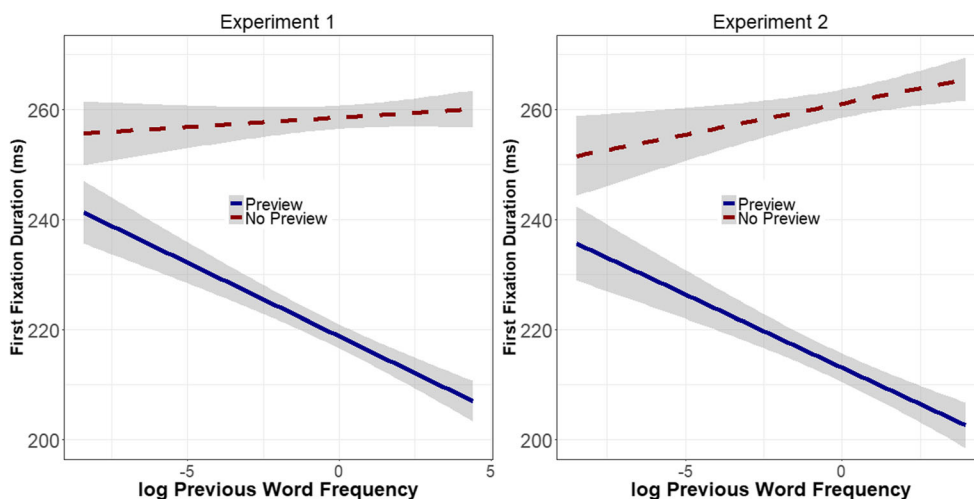 Experiment 1
First Fixation Duration (ms)
260
240
220
200
Preview
No Preview
-5
0
5
log Previous Word Frequency
Experiment 2
First Fixation Duration (ms)
260
240
220
200
Preview
No Preview
-5
0
log Previous Word Frequency